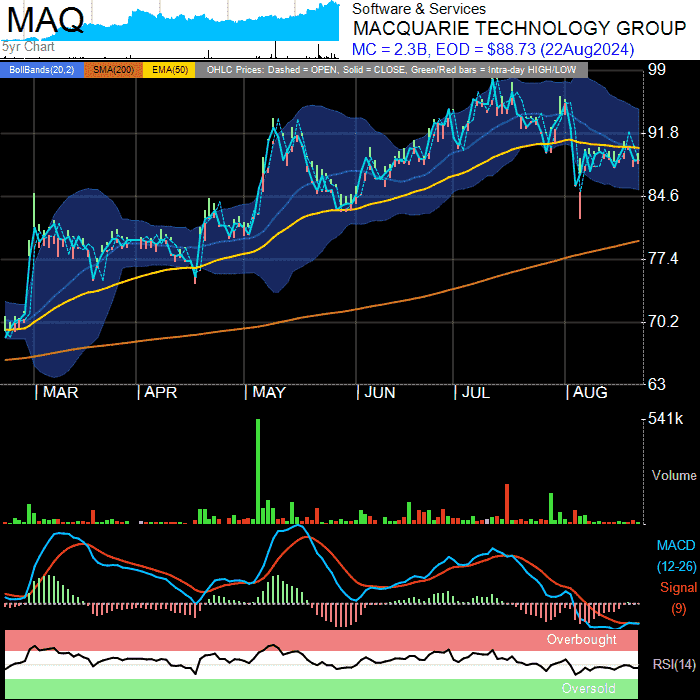 MAQ
5yr Chart
Software & Services
MACQUARIE TECHNOLOGY GROUP
MC = 2.3B, EOD = $88.73 (22Aug2024)
BollBands(20,2) SMA(200) EMA(50) OHLC Prices: Dashed = OPEN, Solid = CLOSE, Green/Red bars = Intra-day HIGH/LOW
99
91.8
84.6
77.4
70.2
63
| MAR | APR | MAY | JUN | JUL | AUG
541k
Volume
MACD
(12-26)
Signal
(9)
Overbought
RSI(14)
Oversold